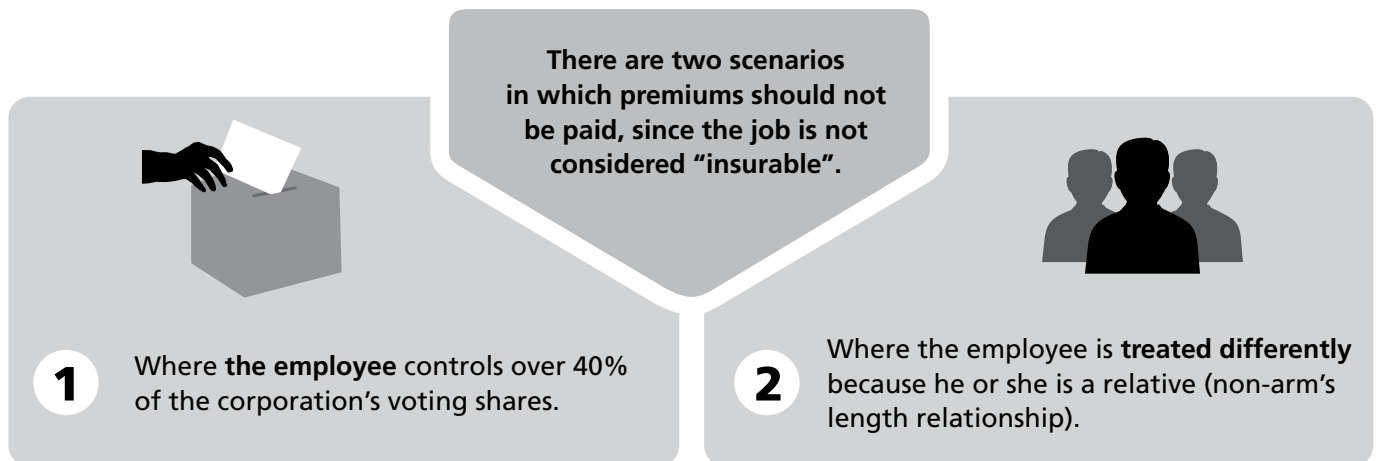 There are two scenarios
in which premiums should not
be paid, since the job is not
considered “insurable”.
1
Where the employee controls over 40%
of the corporation’s voting shares.
2
Where the employee is treated differently
because he or she is a relative (non-arm’s
length relationship).